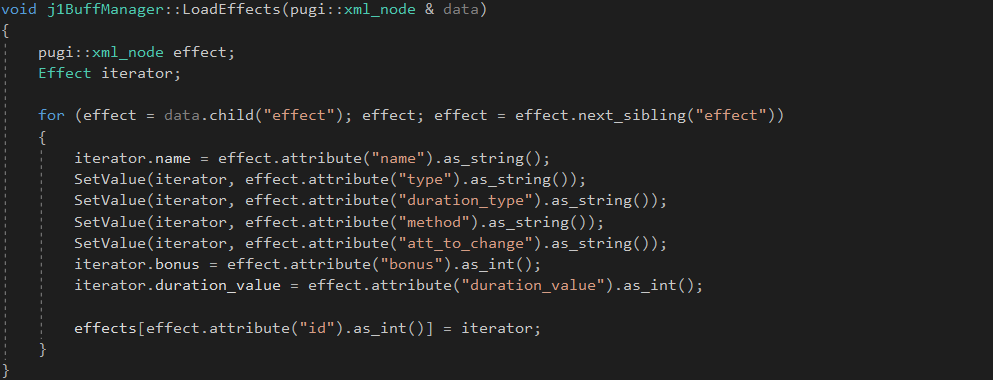 void j1BuffManager::LoadEffects(pugi::xml_node & data)
{
    pugi::xml_node effect;
    Effect iterator;

    for (effect = data.child("effect"); effect; effect = effect.next_sibling("effect"))
    {
        iterator.name = effect.attribute("name").as_string();
        SetValue(iterator, effect.attribute("type").as_string());
        SetValue(iterator, effect.attribute("duration_type").as_string());
        SetValue(iterator, effect.attribute("method").as_string());
        SetValue(iterator, effect.attribute("att_to_change").as_string());
        iterator.bonus = effect.attribute("bonus").as_int();
        iterator.duration_value = effect.attribute("duration_value").as_int();

        effects[effect.attribute("id").as_int()] = iterator;
    }
}